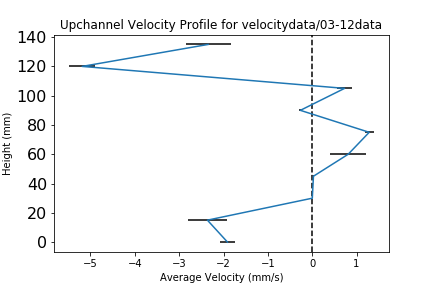 Upchannel Velocity Profile for velocitydata/03-12data
140
120
100
80
60
40
20
0
Height (mm)
−5 −4 −3 −2 −1 0 1
Average Velocity (mm/s)